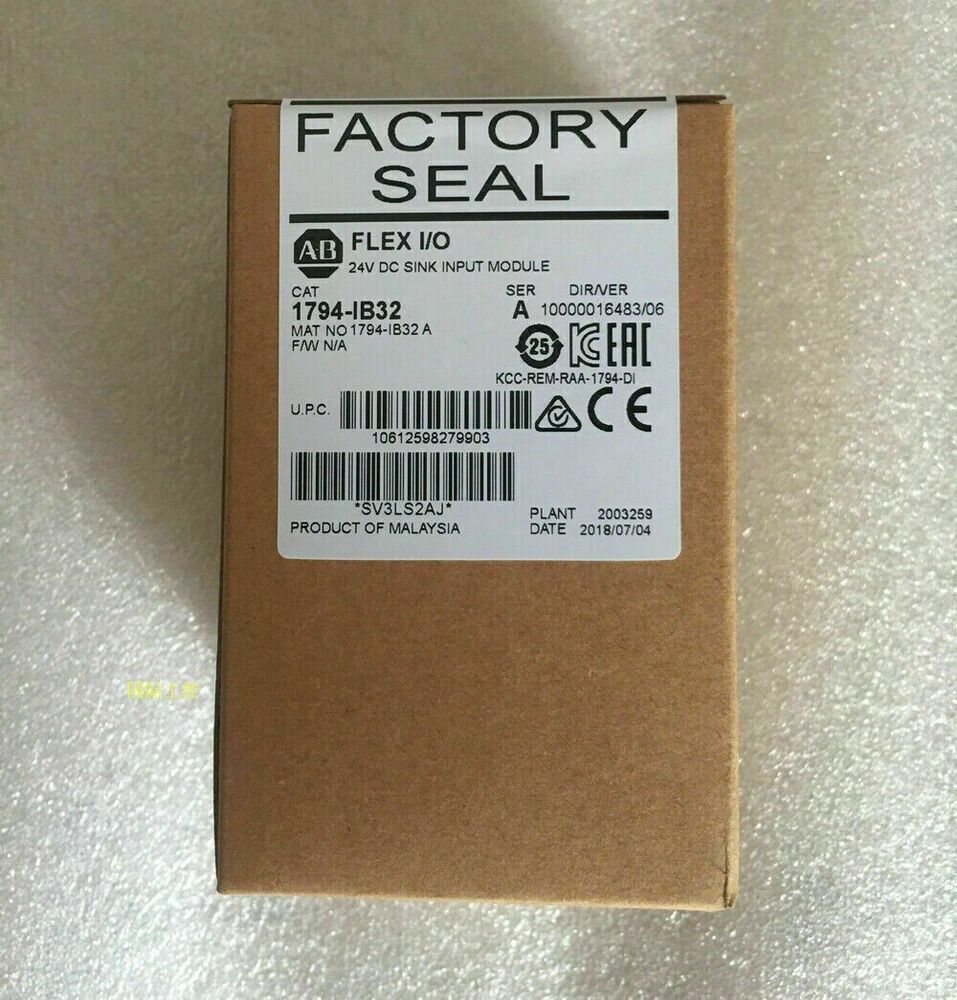 FACTORY
SEAL
AB
FLEX I/O
24V DC SINK INPUT MODULE
CAT
SER
DIR/VER
1794-IB32
A
10000016483/06
MAT NO 1794-IB32 A
F/W N/A
25
EAC
KCC-REM-RAA-1794-DI
U.P.C.
CE
10612598279903
*SV3LS2AJ*
PRODUCT OF MALAYSIA
PLANT 2003259
DATE 2018/07/04